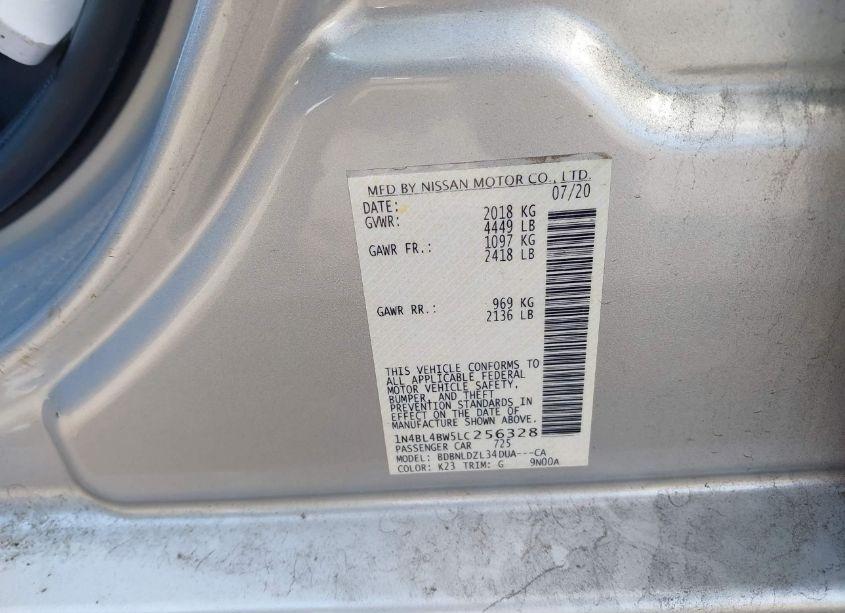 MFD BY NISSAN MOTOR CO., LTD.
DATE: 07/20
GVWR: 2018 KG
4449 LB
GAWR FR.: 1097 KG
2418 LB
GAWR RR.: 969 KG
2136 LB
THIS VEHICLE CONFORMS TO
ALL APPLICABLE FEDERAL
MOTOR VEHICLE SAFETY,
BUMPER, AND THEFT
PREVENTION STANDARDS IN
EFFECT ON THE DATE OF
MANUFACTURE SHOWN ABOVE.
1N4BL4BW5LC256328
PASSENGER CAR 725
MODEL: BDBNLDZL34DUA---CA
COLOR: K23 TRIM: G 9N00A